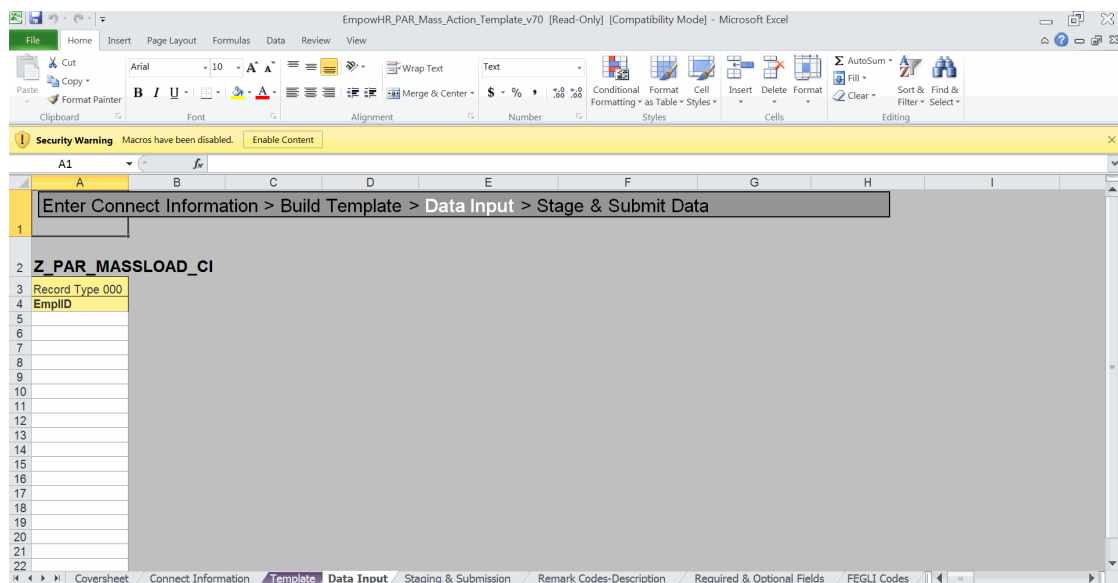 EmpowHR_PAR_Mass_Action_Template_v70 [Read-Only] [Compatibility Mode] - Microsoft Excel
File Home Insert Page Layout Formulas Data Review View
Paste
Cut
Copy
Format Painter
Clipboard
Arial 10 A A
B I U A
Font
Wrap Text
Merge & Center
Alignment
Text
$ % , .0 .00 .00 .0
Number
Conditional Formatting
Format as Table
Cell Styles
Styles
Insert Delete Format
Cells
Σ AutoSum
Fill
Clear
Sort & Filter
Find & Select
Editing
Security Warning Macros have been disabled. Enable Content
A1 fx
A B C D E F G H I
Enter Connect Information > Build Template > Data Input > Stage & Submit Data
1
2 Z_PAR_MASSLOAD_CI
3 Record Type 000
4 EmplID
5
6
7
8
9
10
11
12
13
14
15
16
17
18
19
20
21
22
Coversheet Connect Information Template Data Input Staging & Submission Remark Codes-Description Required & Optional Fields FEGLI Codes